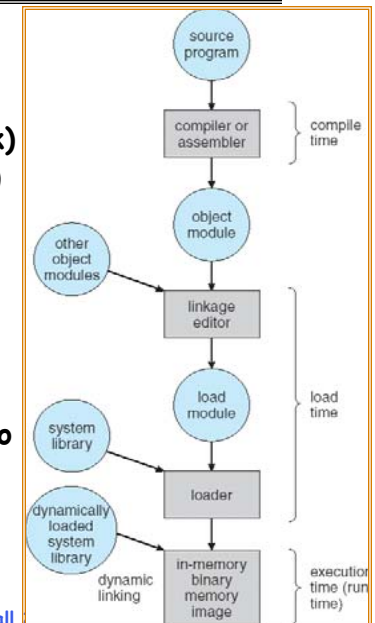 source
program
compiler or
assembler
compile
time
object
module
other
object
modules
linkage
editor
load
module
load
time
system
library
loader
dynamically
loaded
system
library
dynamic
linking
in-memory
binary
memory
image
execution
time (run
time)